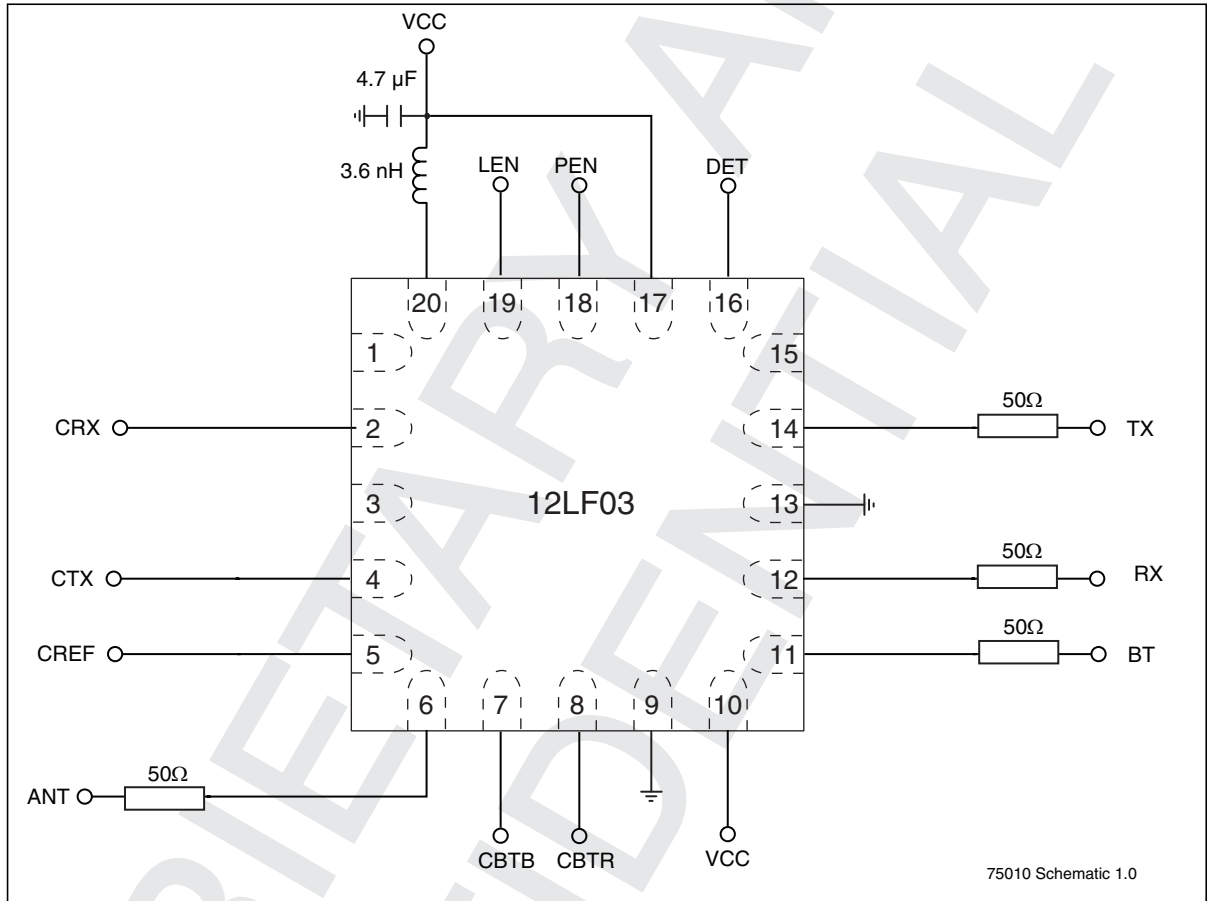 VCC
4.7 µF
3.6 nH
LEN
PEN
DET
20
19
18
17
16
1
15
50Ω
CRX
2
14
TX
3
12LF03
13
50Ω
CTX
4
12
RX
50Ω
CREF
5
11
BT
6
7
8
9
10
50Ω
ANT
CBTB
CBTR
VCC
75010 Schematic 1.0